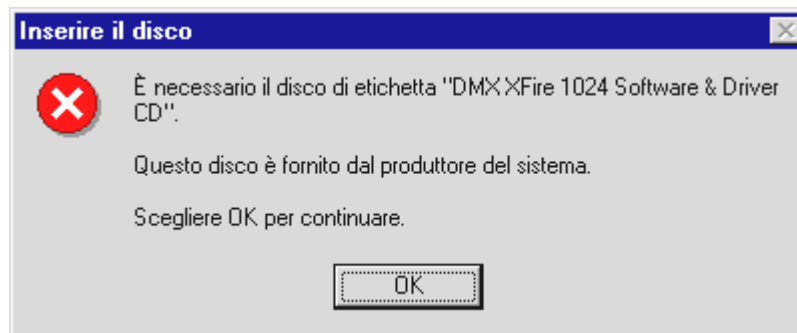 Inserire il disco
È necessario il disco di etichetta "DMX XFire 1024 Software & Driver
CD".
Questo disco è fornito dal produttore del sistema.
Scegliere OK per continuare.
OK